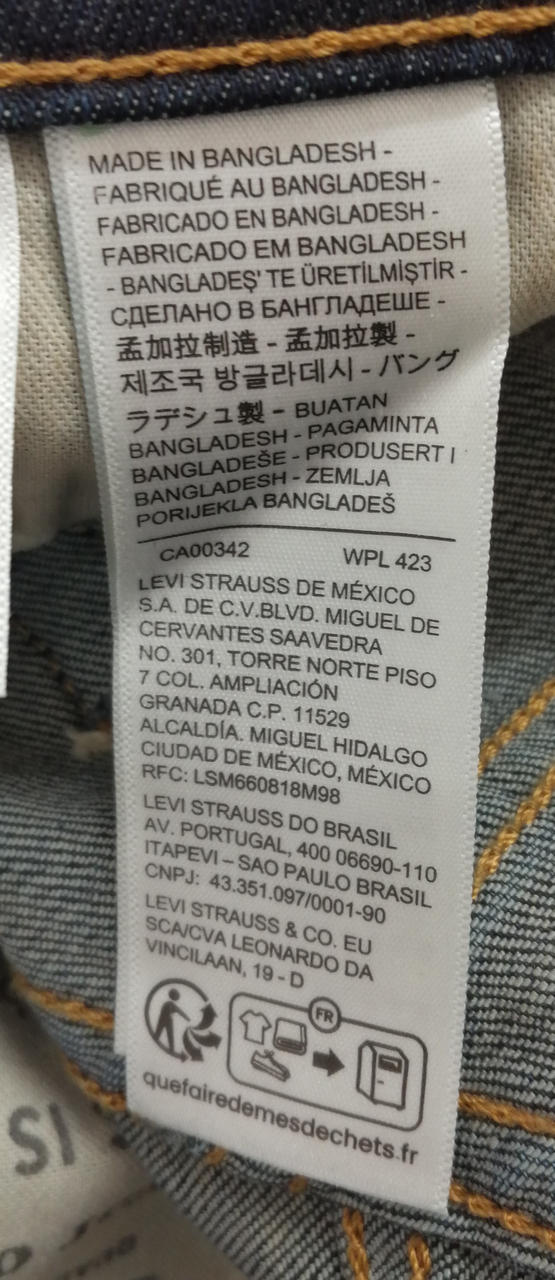 MADE IN BANGLADESH -
FABRIQUÉ AU BANGLADESH -
FABRICADO EN BANGLADESH -
FABRICADO EM BANGLADESH
- BANGLADEŞ' TE ÜRETİLMİŞTİR -
СДЕЛАНО В БАНГЛАДЕШЕ -
孟加拉制造 - 孟加拉製 -
제조국 방글라데시 - バング
ラデシュ製 - BUATAN
BANGLADESH - PAGAMINTA
BANGLADEŠE - PRODUSERT I
BANGLADESH - ZEMLJA
PORIJEKLA BANGLADEŠ
CA00342 WPL 423
LEVI STRAUSS DE MÉXICO
S.A. DE C.V.BLVD. MIGUEL DE
CERVANTES SAAVEDRA
NO. 301, TORRE NORTE PISO
7 COL. AMPLIACIÓN
GRANADA C.P. 11529
ALCALDÍA. MIGUEL HIDALGO
CIUDAD DE MÉXICO, MÉXICO
RFC: LSM660818M98
LEVI STRAUSS DO BRASIL
AV. PORTUGAL, 400 06690-110
ITAPEVI – SAO PAULO BRASIL
CNPJ: 43.351.097/0001-90
LEVI STRAUSS & CO. EU
SCA/CVA LEONARDO DA
VINCILAAN, 19 - D
FR
quefairedemesdechets.fr
SI